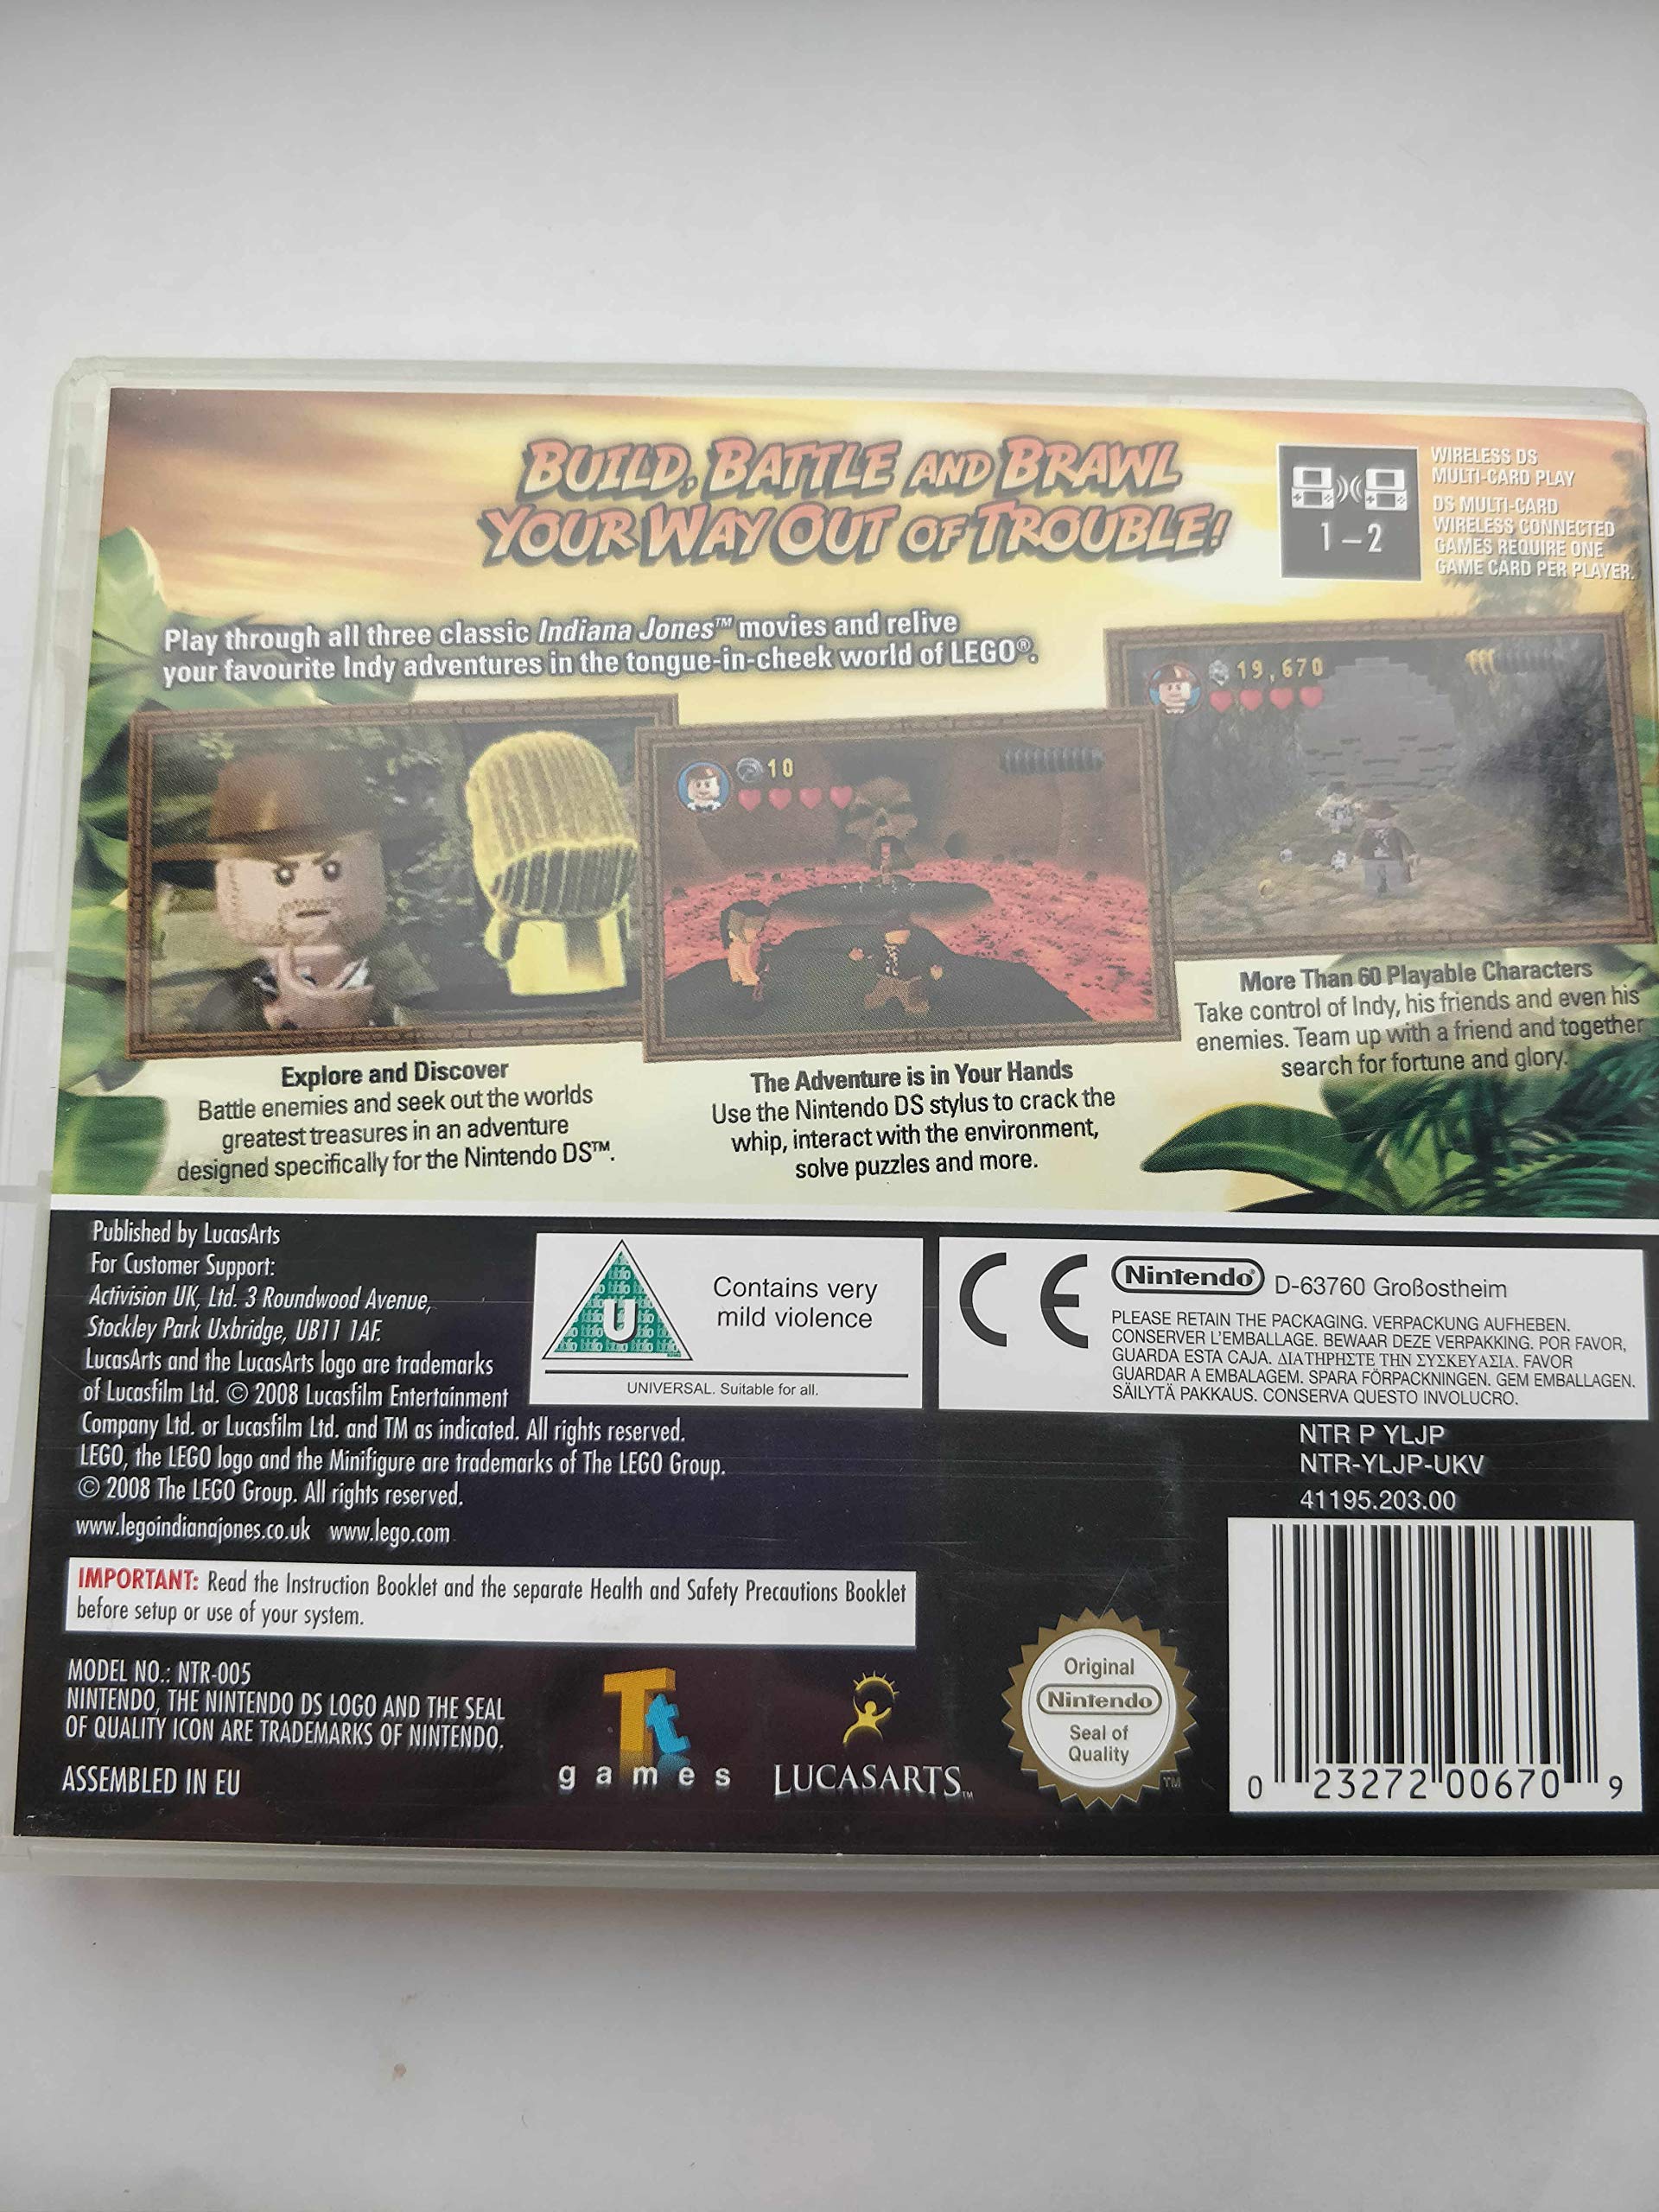 BUILD, BATTLE AND BRAWL
YOUR WAY OUT OF TROUBLE!
1-2
WIRELESS DS
MULTI-CARD PLAY
DS MULTI-CARD
WIRELESS CONNECTED
GAMES REQUIRE ONE
GAME CARD PER PLAYER.
Play through all three classic Indiana Jones™ movies and relive
your favourite Indy adventures in the tongue-in-cheek world of LEGO®.
10
19,670
Explore and Discover
Battle enemies and seek out the worlds
greatest treasures in an adventure
designed specifically for the Nintendo DS™.
The Adventure is in Your Hands
Use the Nintendo DS stylus to crack the
whip, interact with the environment,
solve puzzles and more.
More Than 60 Playable Characters
Take control of Indy, his friends and even his
enemies. Team up with a friend and together
search for fortune and glory.
Published by LucasArts
For Customer Support:
Activision UK, Ltd. 3 Roundwood Avenue,
Stockley Park Uxbridge, UB11 1AF.
LucasArts and the LucasArts logo are trademarks
of Lucasfilm Ltd. © 2008 Lucasfilm Entertainment
Company Ltd. or Lucasfilm Ltd. and TM as indicated. All rights reserved.
LEGO, the LEGO logo and the Minifigure are trademarks of The LEGO Group.
© 2008 The LEGO Group. All rights reserved.
www.legoindianajones.co.uk www.lego.com
U
Contains very
mild violence
UNIVERSAL. Suitable for all.
CE
Nintendo® D-63760 Großostheim
PLEASE RETAIN THE PACKAGING. VERPACKUNG AUFHEBEN.
CONSERVER L'EMBALLAGE. BEWAAR DEZE VERPAKKING. POR FAVOR,
GUARDA ESTA CAJA. ΔΙΑΤΗΡΗΣΤΕ ΤΗΝ ΣΥΣΚΕΥΑΣΙΑ. FAVOR
GUARDAR A EMBALAGEM. SPARA FÖRPACKNINGEN. GEM EMBALLAGEN.
SÄILYTÄ PAKKAUS. CONSERVA QUESTO INVOLUCRO.
NTR P YLJP
NTR-YLJP-UKV
41195.203.00
IMPORTANT: Read the Instruction Booklet and the separate Health and Safety Precautions Booklet
before setup or use of your system.
MODEL NO.: NTR-005
NINTENDO, THE NINTENDO DS LOGO AND THE SEAL
OF QUALITY ICON ARE TRADEMARKS OF NINTENDO.
ASSEMBLED IN EU
Tt
games
LUCASARTS™
Original
Nintendo
Seal of
Quality
TM
0 23272 00670 9